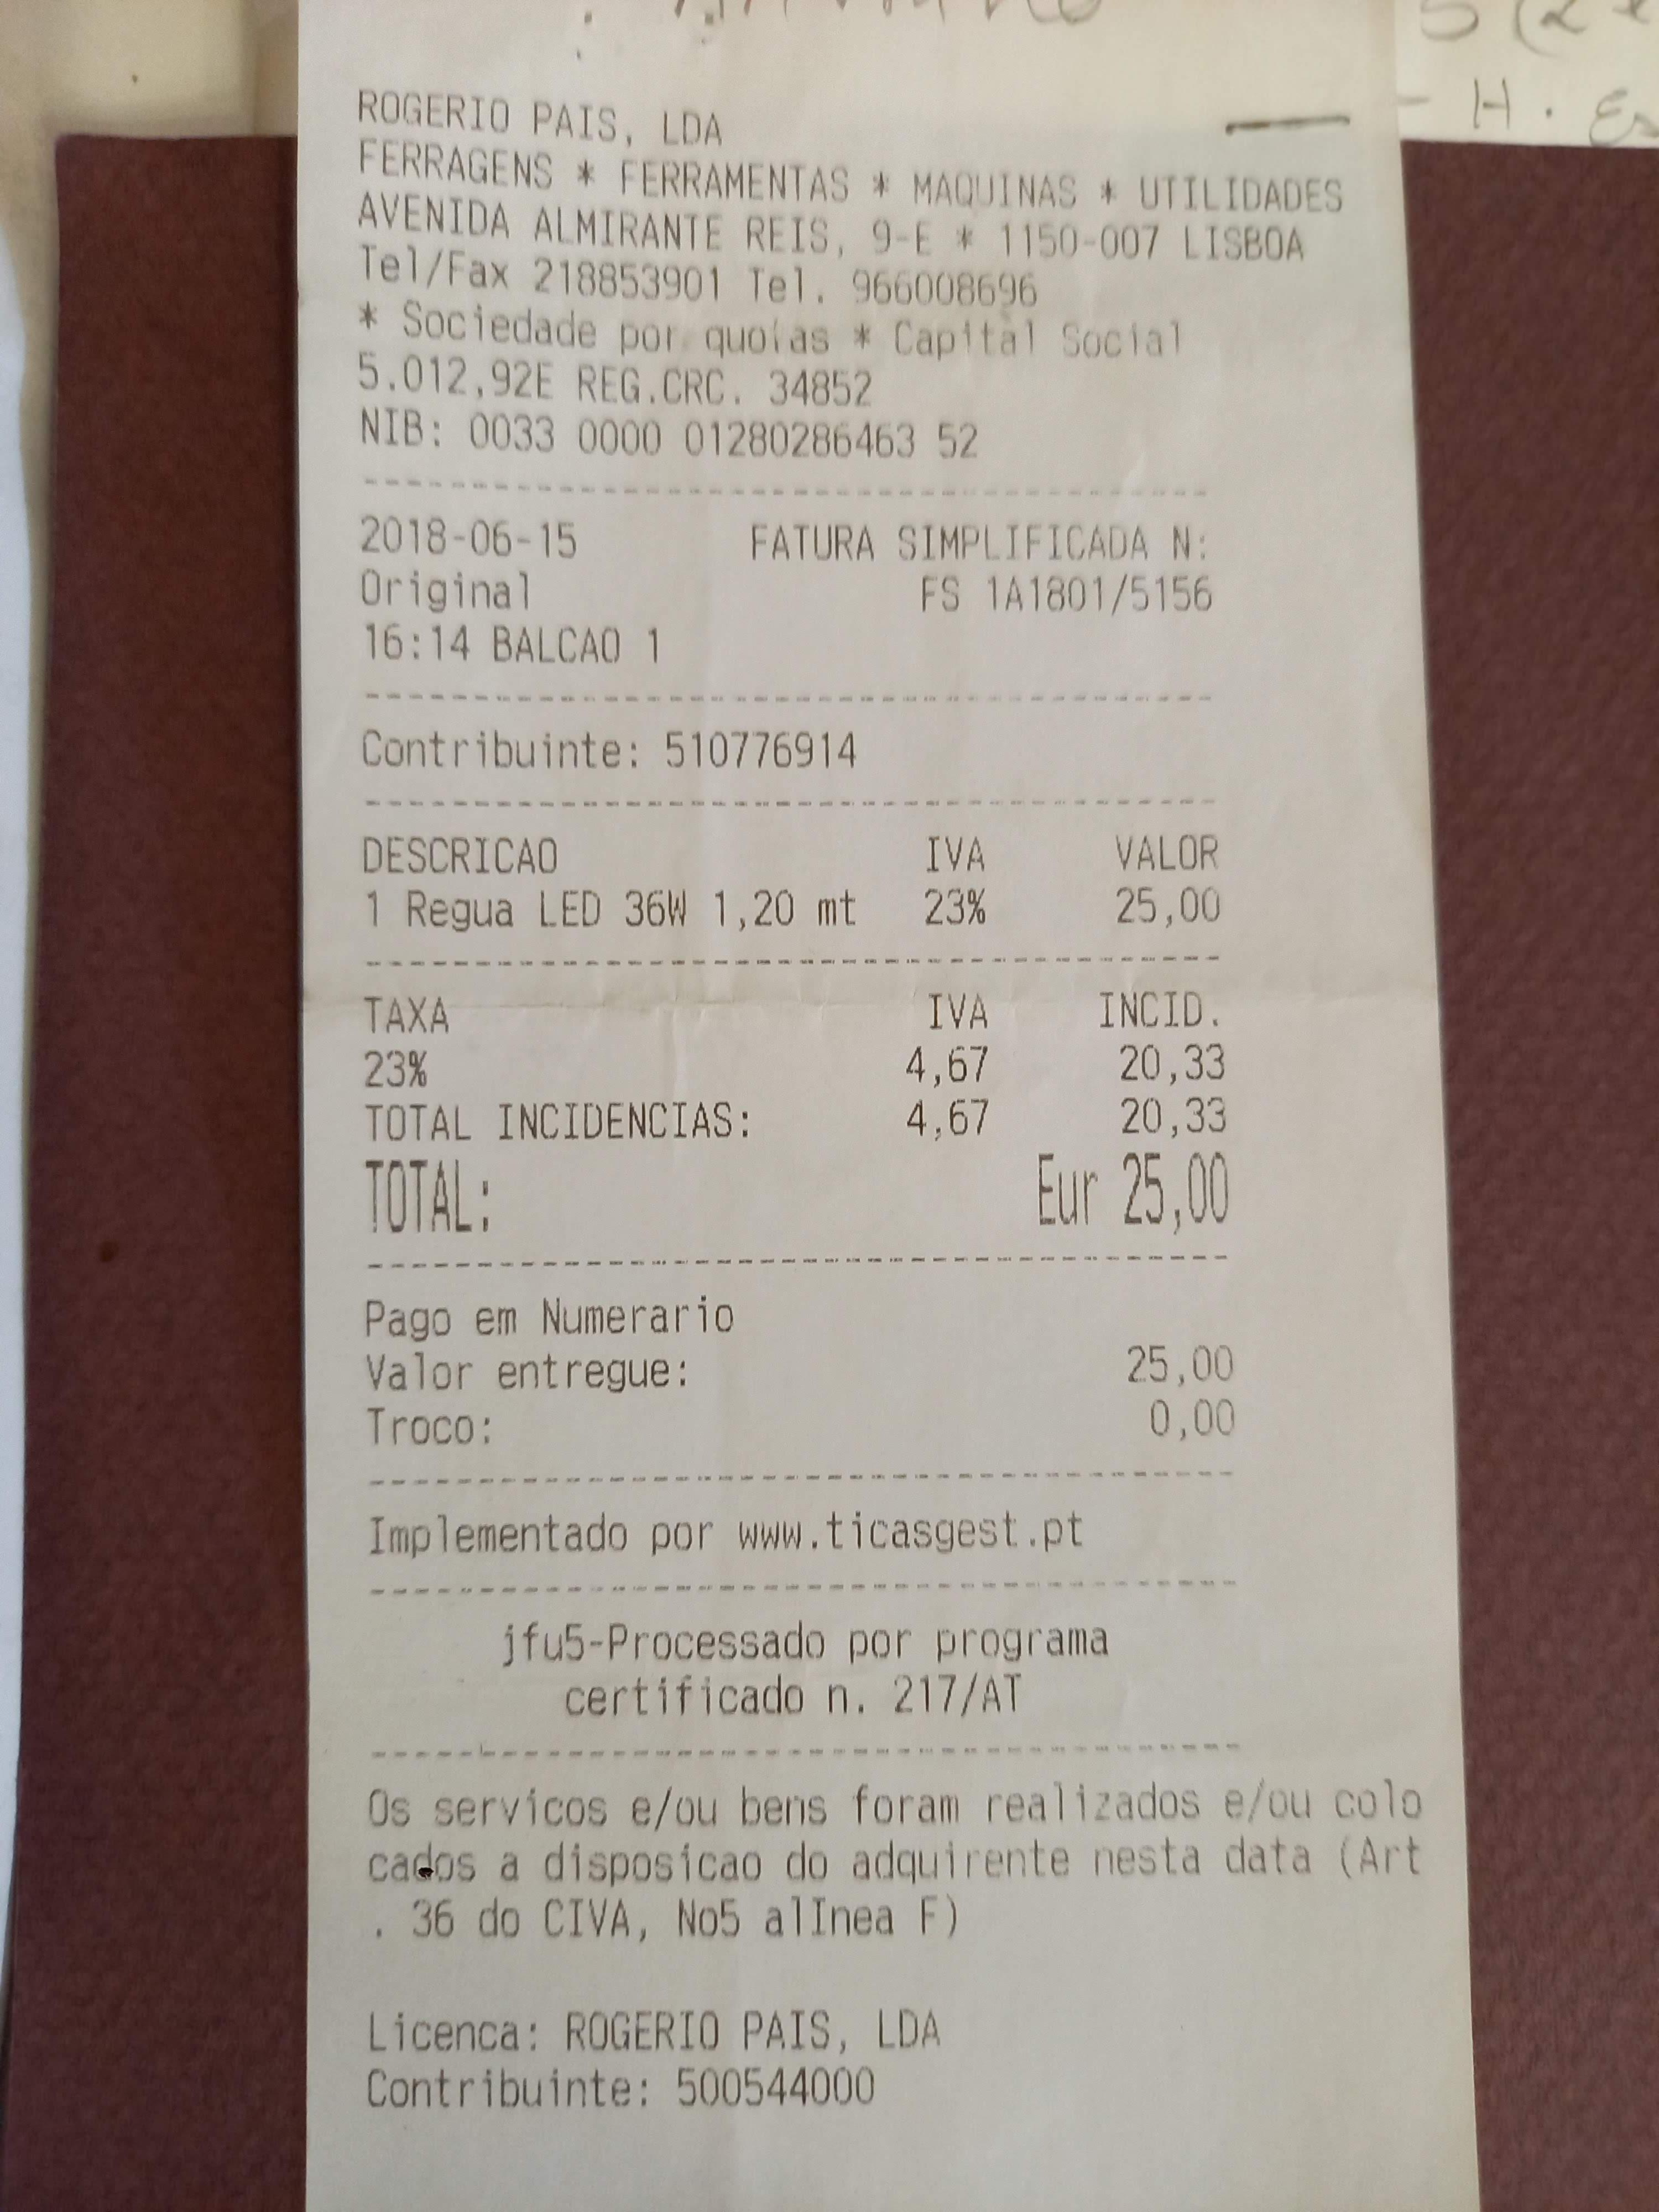 ROGERIO PAIS, LDA
FERRAGENS * FERRAMENTAS * MAQUINAS * UTILIDADES
AVENIDA ALMIRANTE REIS, 9-E * 1150-007 LISBOA
Tel/Fax 218853901 Tel. 966008696
* Sociedade por quotas * Capital Social
5.012,92E REG.CRC. 34852
NIB: 0033 0000 01280286463 52
2018-06-15 FATURA SIMPLIFICADA N:
Original FS 1A1801/5156
16:14 BALCAO 1
Contribuinte: 510776914
DESCRICAO IVA VALOR
1 Regua LED 36W 1,20 mt 23% 25,00
TAXA IVA INCID.
23% 4,67 20,33
TOTAL INCIDENCIAS: 4,67 20,33
TOTAL: Eur 25,00
Pago em Numerario
Valor entregue: 25,00
Troco: 0,00
Implementado por www.ticasgest.pt
jfu5-Processado por programa
certificado n. 217/AT
Os servicos e/ou bens foram realizados e/ou colo
cados a disposicao do adquirente nesta data (Art
. 36 do CIVA, No5 alInea F)
Licenca: ROGERIO PAIS, LDA
Contribuinte: 500544000